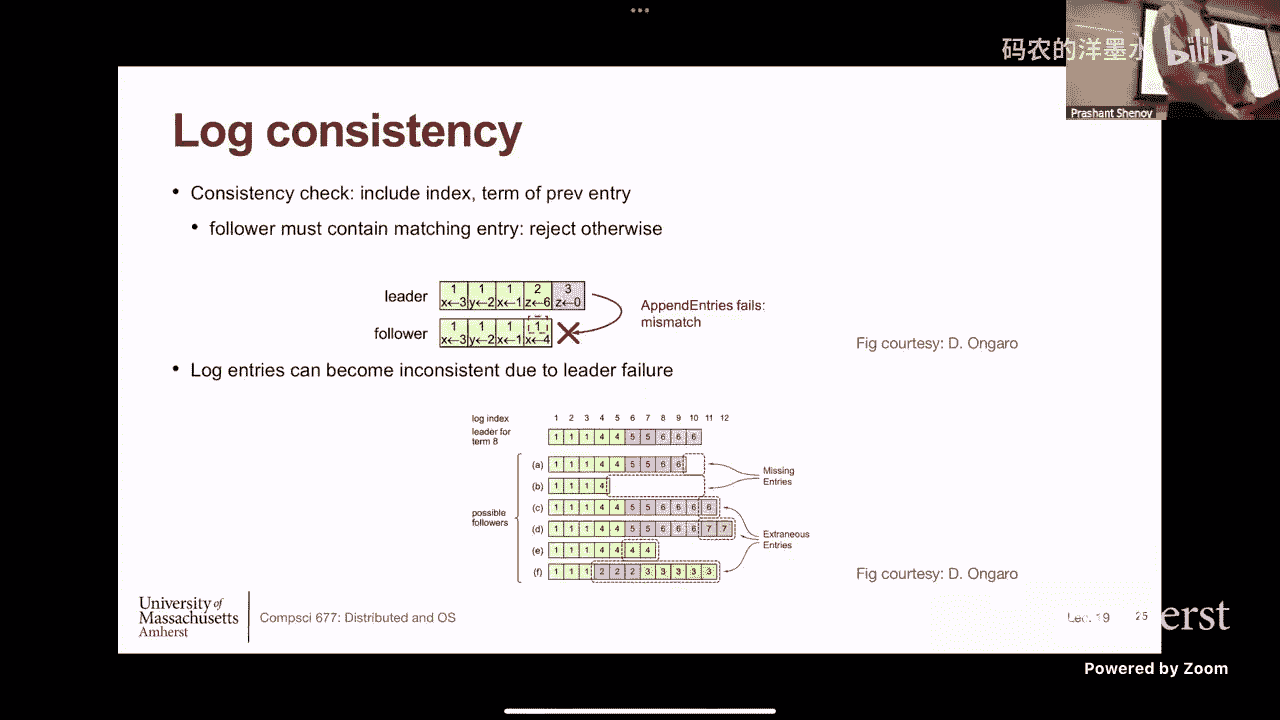 码农的洋墨水 bilibili
Prashant Shenoy
Log consistency
• Consistency check: include index, term of prev entry
• follower must contain matching entry: reject otherwise
leader
1 1 1 2 3
x←3 y←2 x←1 z←6 z←0
follower
1 1 1 1
x←3 y←2 x←1 x←4
AppendEntries fails:
mismatch
Fig courtesy: D. Ongaro
• Log entries can become inconsistent due to leader failure
log index 1 2 3 4 5 6 7 8 9 10 11 12
leader for
term 8
1 1 1 4 4 5 5 6 6 6
possible
followers
(a) 1 1 1 4 4 5 5 6 6
(b) 1 1 1 4
(c) 1 1 1 4 4 5 5 6 6 6 6
(d) 1 1 1 4 4 5 5 6 6 6 7 7
(e) 1 1 1 4 4 4 4
(f) 1 1 1 2 2 2 3 3 3 3 3
Missing
Entries
Extraneous
Entries
Fig courtesy: D. Ongaro
University of
Massachusetts
Amherst
Compsci 677: Distributed and OS
Lec. 19
25
erst
Powered by Zoom